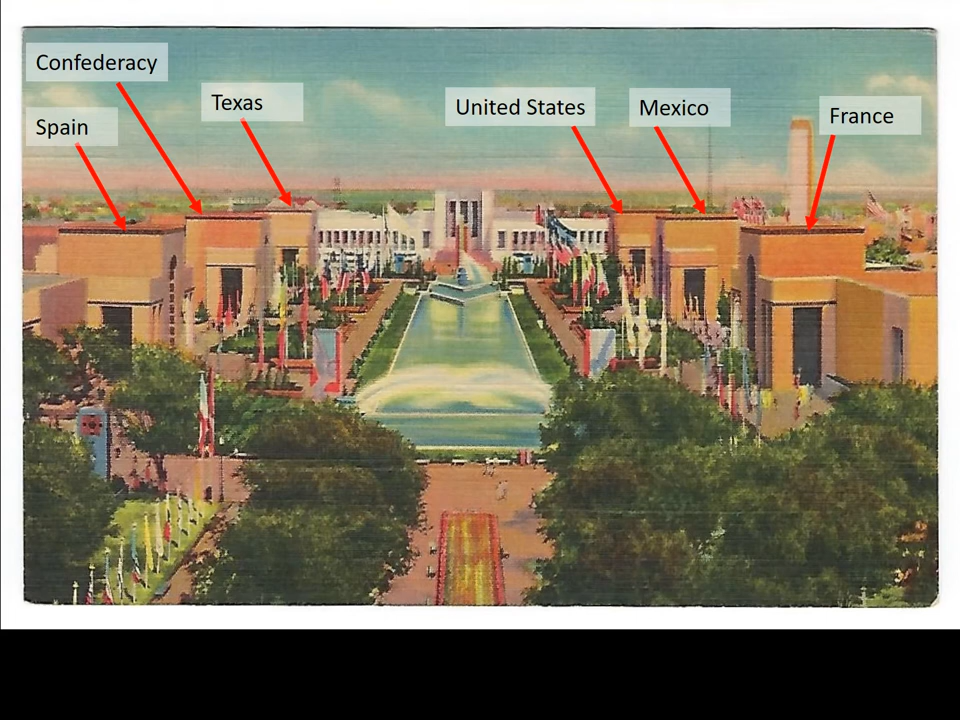 Confederacy
Spain
Texas
United States
Mexico
France